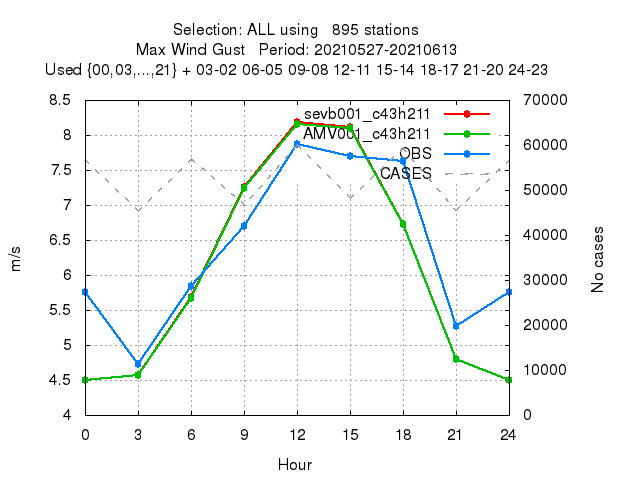 Selection: ALL using   895 stations
Max Wind Gust   Period: 20210527-20210613
Used {00,03,...,21} + 03-02 06-05 09-08 12-11 15-14 18-17 21-20 24-23
8.5
8
7.5
7
6.5
6
5.5
5
4.5
4
m/s
sevb001_c43h211
AMV001_c43h211
OBS
CASES
70000
60000
50000
40000
30000
20000
10000
0
No cases
0 3 6 9 12 15 18 21 24
Hour